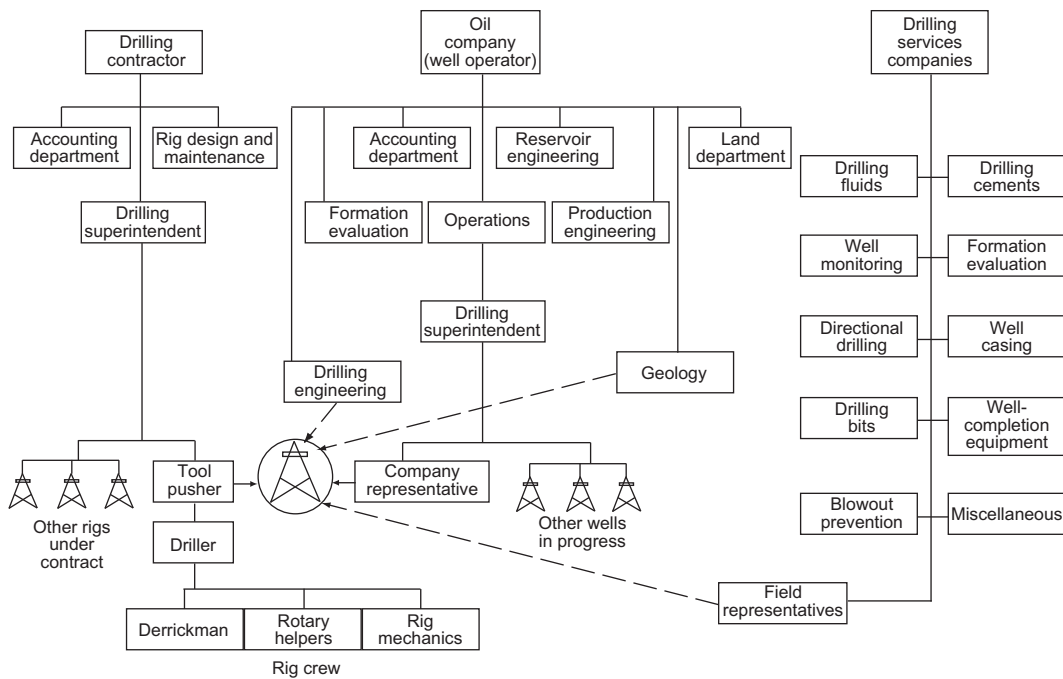 Drilling
contractor
Oil
company
(well operator)
Drilling
services
companies
Accounting
department
Rig design and
maintenance
Accounting
department
Reservoir
engineering
Land
department
Drilling
fluids
Drilling
cements
Drilling
superintendent
Formation
evaluation
Operations
Production
engineering
Well
monitoring
Formation
evaluation
Drilling
superintendent
Directional
drilling
Well
casing
Drilling
engineering
Geology
Drilling
bits
Well-
completion
equipment
Tool
pusher
Company
representative
Other rigs
under
contract
Other wells
in progress
Blowout
prevention
Miscellaneous
Driller
Field
representatives
Derrickman
Rotary
helpers
Rig
mechanics
Rig crew